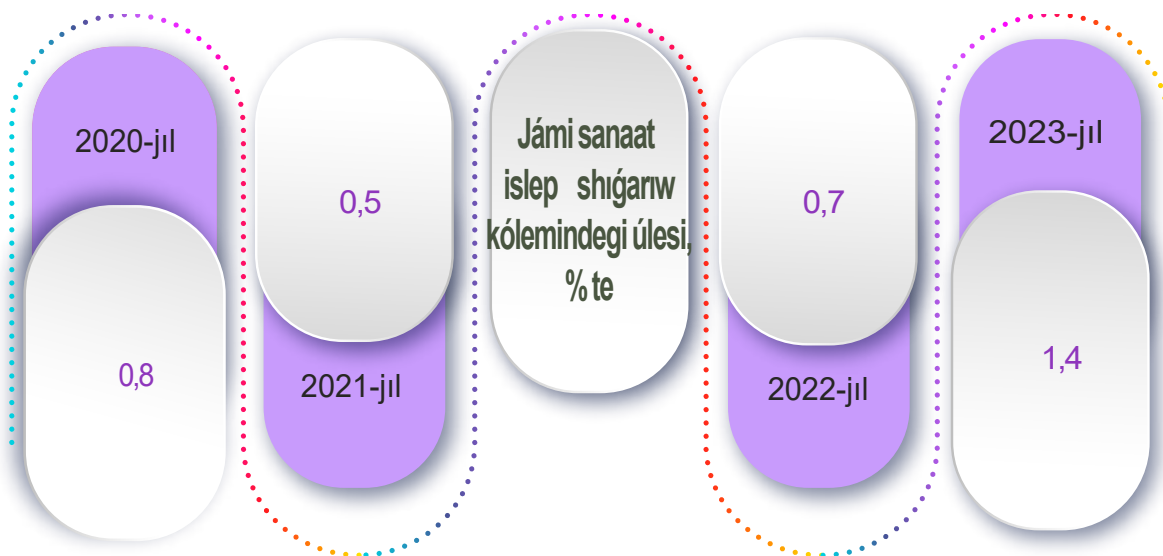 2020-jıl
0,8
0,5
2021-jıl
Jámi sanaat
islep shıǵarıw
kólemindegi úlesi,
% te
0,7
2022-jıl
2023-jıl
1,4